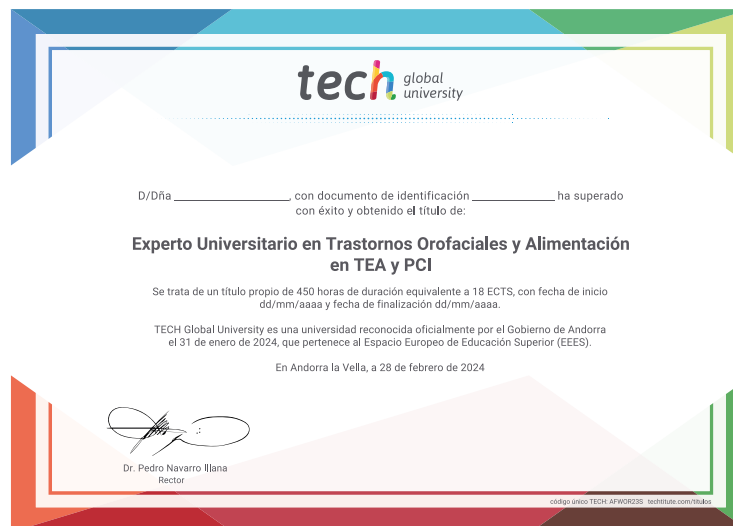 tech global
university
D/Dña ______________, con documento de identificación ____________ ha superado
con éxito y obtenido el título de:
Experto Universitario en Trastornos Orofaciales y Alimentación
en TEA y PCI
Se trata de un título propio de 450 horas de duración equivalente a 18 ECTS, con fecha de inicio
dd/mm/aaaa y fecha de finalización dd/mm/aaaa.
TECH Global University es una universidad reconocida oficialmente por el Gobierno de Andorra
el 31 de enero de 2024, que pertenece al Espacio Europeo de Educación Superior (EEES).
En Andorra la Vella, a 28 de febrero de 2024
Dr. Pedro Navarro Illana
Rector
código único TECH: AFWOR23S techtitute.com/titulos